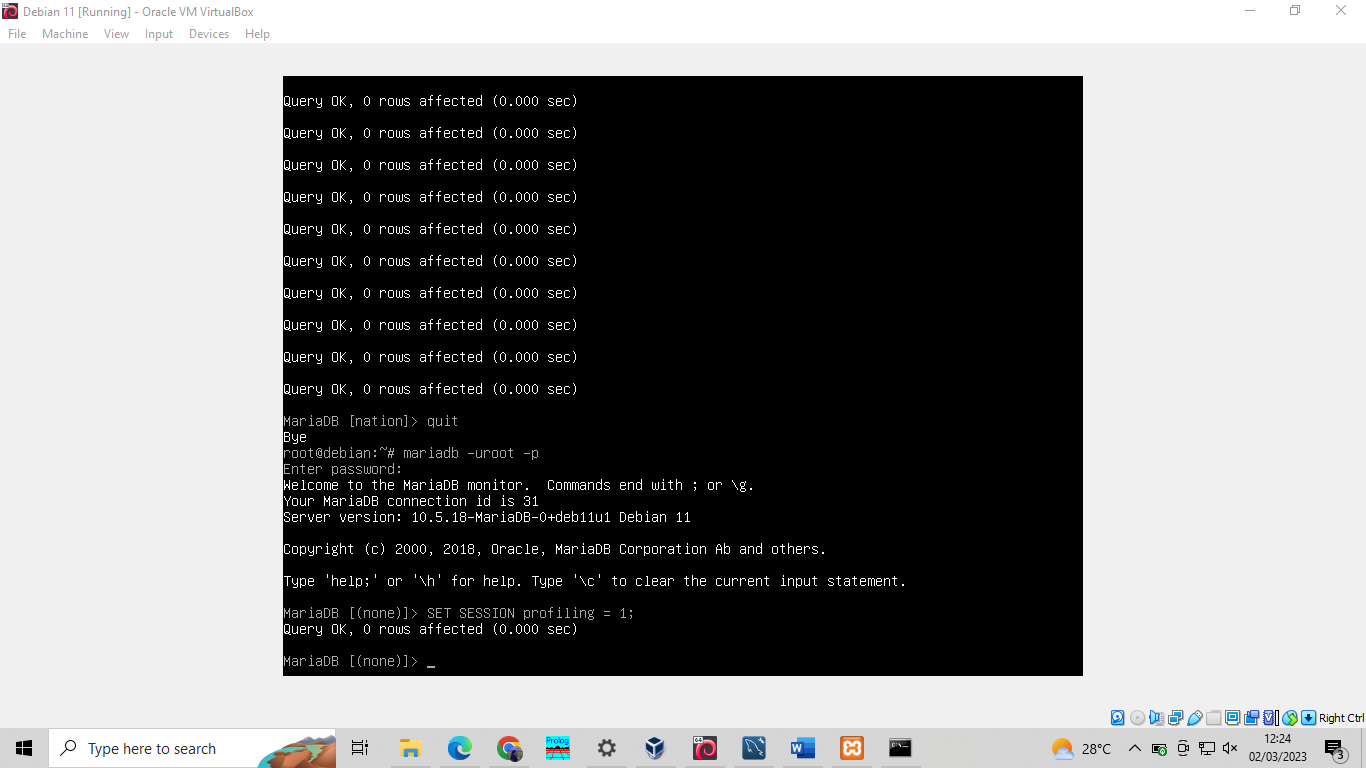 Debian 11 [Running] - Oracle VM VirtualBox
File Machine View Input Devices Help
Query OK, 0 rows affected (0.000 sec)
Query OK, 0 rows affected (0.000 sec)
Query OK, 0 rows affected (0.000 sec)
Query OK, 0 rows affected (0.000 sec)
Query OK, 0 rows affected (0.000 sec)
Query OK, 0 rows affected (0.000 sec)
Query OK, 0 rows affected (0.000 sec)
Query OK, 0 rows affected (0.000 sec)
Query OK, 0 rows affected (0.000 sec)
Query OK, 0 rows affected (0.000 sec)
MariaDB [nation]> quit
Bye
root@debian:~# mariadb -uroot -p
Enter password:
Welcome to the MariaDB monitor.  Commands end with ; or \g.
Your MariaDB connection id is 31
Server version: 10.5.18-MariaDB-0+deb11u1 Debian 11
Copyright (c) 2000, 2018, Oracle, MariaDB Corporation Ab and others.
Type 'help;' or '\h' for help. Type '\c' to clear the current input statement.
MariaDB [(none)]> SET SESSION profiling = 1;
Query OK, 0 rows affected (0.000 sec)
MariaDB [(none)]> _
Right Ctrl
Type here to search
Prolog
28°C
12:24
02/03/2023
3